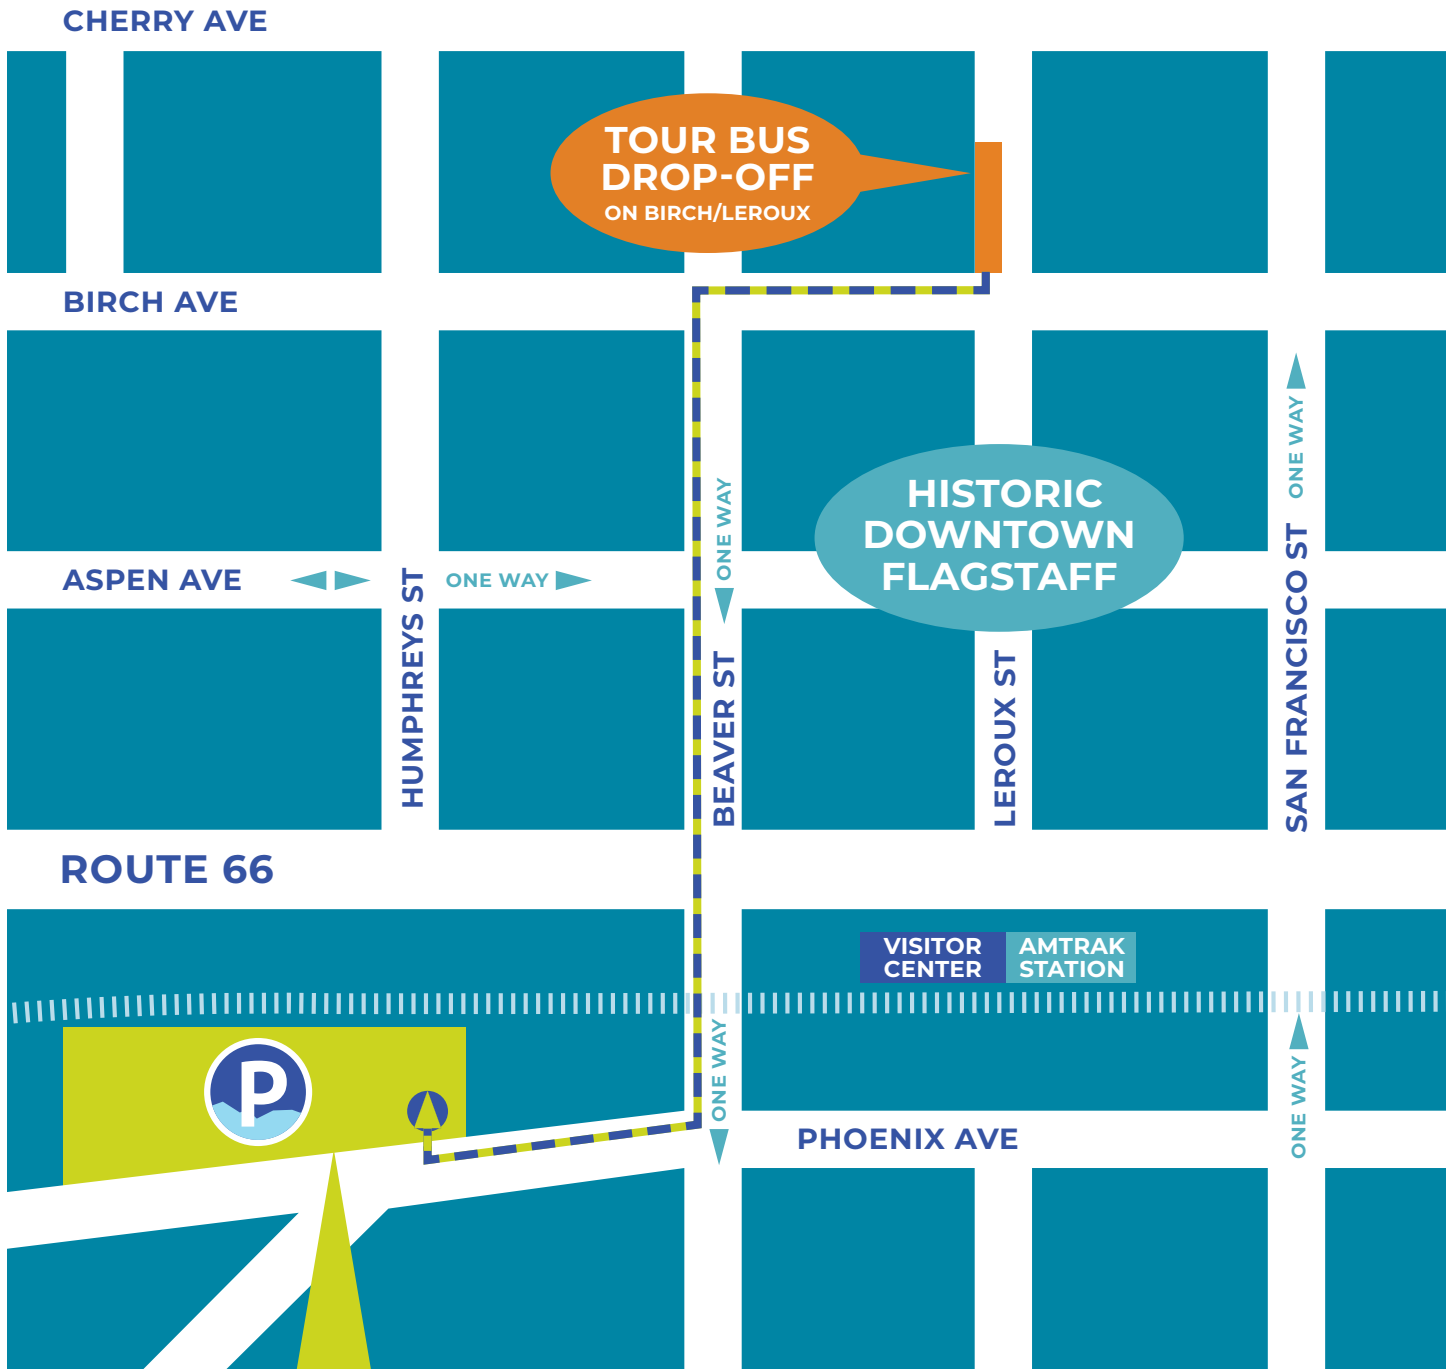 CHERRY AVE
TOUR BUS
DROP-OFF
ON BIRCH/LEROUX
BIRCH AVE
ONE WAY
ONE WAY
HISTORIC
DOWNTOWN
FLAGSTAFF
ASPEN AVE
ONE WAY
HUMPHREYS ST
BEAVER ST
LEROUX ST
SAN FRANCISCO ST
ROUTE 66
VISITOR
CENTER
AMTRAK
STATION
P
ONE WAY
ONE WAY
PHOENIX AVE